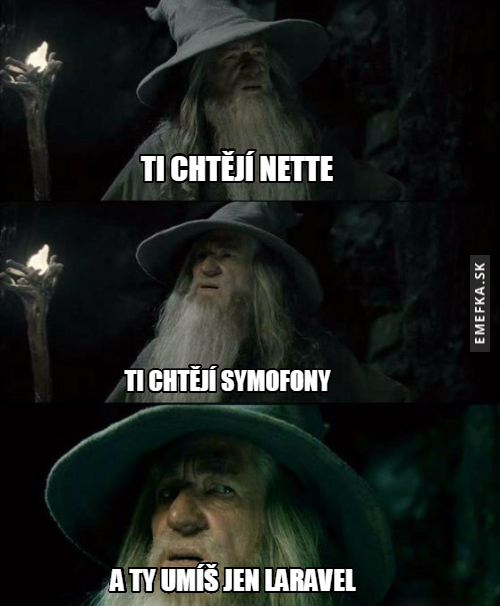 TI CHTĚJÍ NETTE
EMEFKA.SK
TI CHTĚJÍ SYMOFONY
A TY UMÍŠ JEN LARAVEL